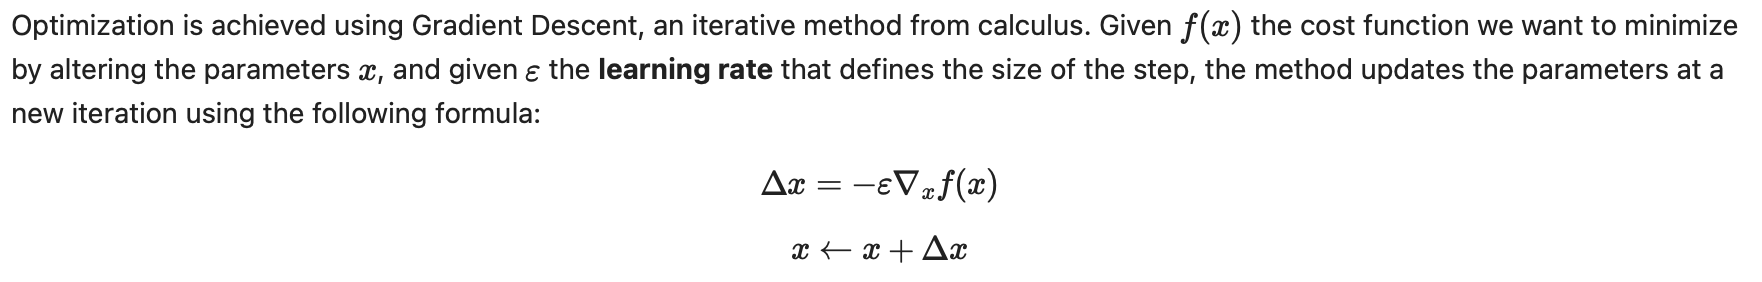 Optimization is achieved using Gradient Descent, an iterative method from calculus. Given f(x) the cost function we want to minimize
by altering the parameters x, and given ε the learning rate that defines the size of the step, the method updates the parameters at a
new iteration using the following formula:
Δx = −ε∇ₓf(x)
x ← x + Δx